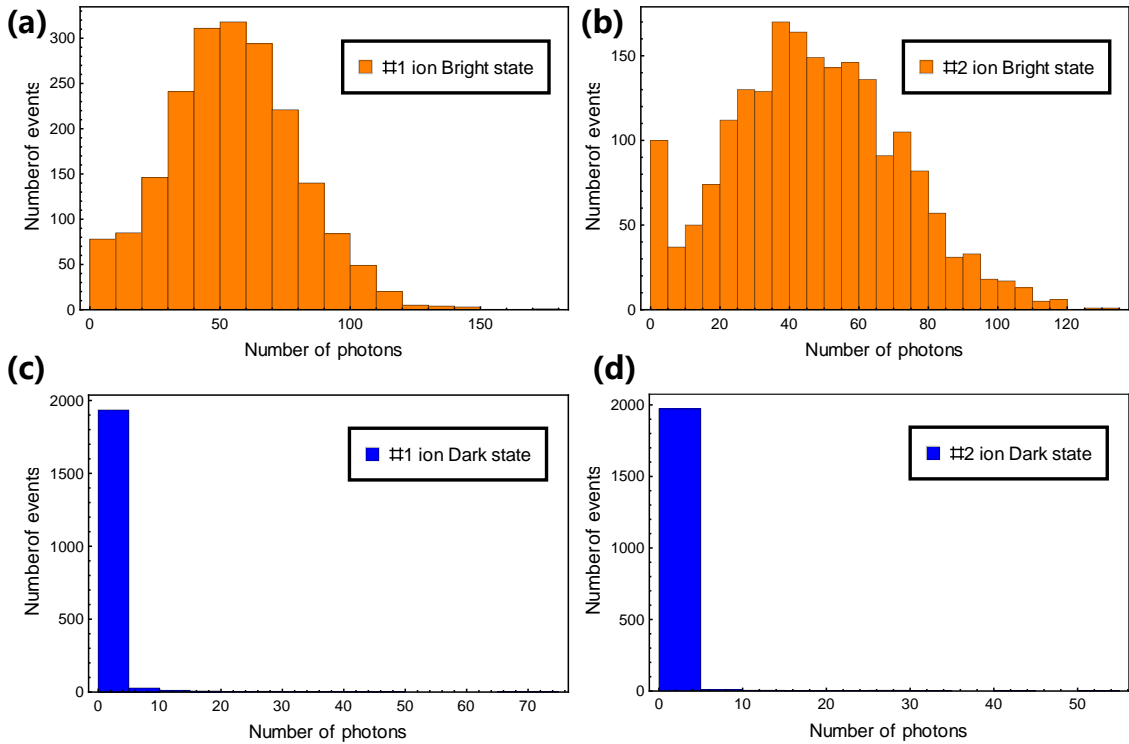 (a)
Numberof events
300
250
200
150
100
50
0
#1 ion Bright state
0 50 100 150
Number of photons
(b)
Numberof events
150
100
50
0
#2 ion Bright state
0 20 40 60 80 100 120
Number of photons
(c)
Numberof events
2000
1500
1000
500
0
#1 ion Dark state
0 10 20 30 40 50 60 70
Number of photons
(d)
Numberof events
2000
1500
1000
500
0
#2 ion Dark state
0 10 20 30 40 50
Number of photons